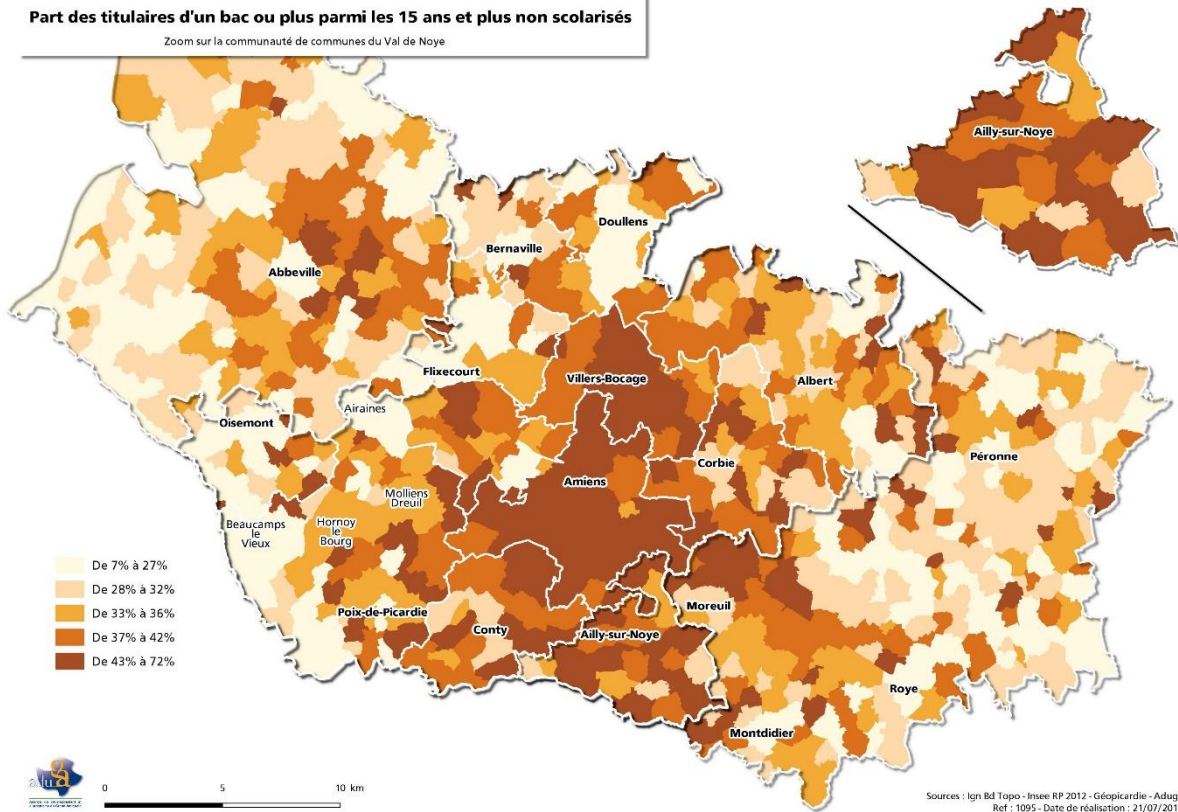 Part des titulaires d'un bac ou plus parmi les 15 ans et plus non scolarisés
Zoom sur la communauté de communes du Val de Noye
Ailly-sur-Noye
Doullens
Bernaville
Abbeville
Flixecourt
Villers-Bocage
Albert
Oisemont
Airaines
Péronne
Corbie
Amiens
Molliens
Dreuil
Hornoy
le
Bourg
Beaucamps
le
Vieux
De 7% à 27%
De 28% à 32%
De 33% à 36%
De 37% à 42%
De 43% à 72%
Poix-de-Picardie
Conty
Ailly-sur-Noye
Moreuil
Roye
Montdidier
aduga
0 5 10 km
Sources : Ign Bd Topo - Insee RP 2012 - Géopicardie - Adug
Ref : 1095 - Date de réalisation : 21/07/201